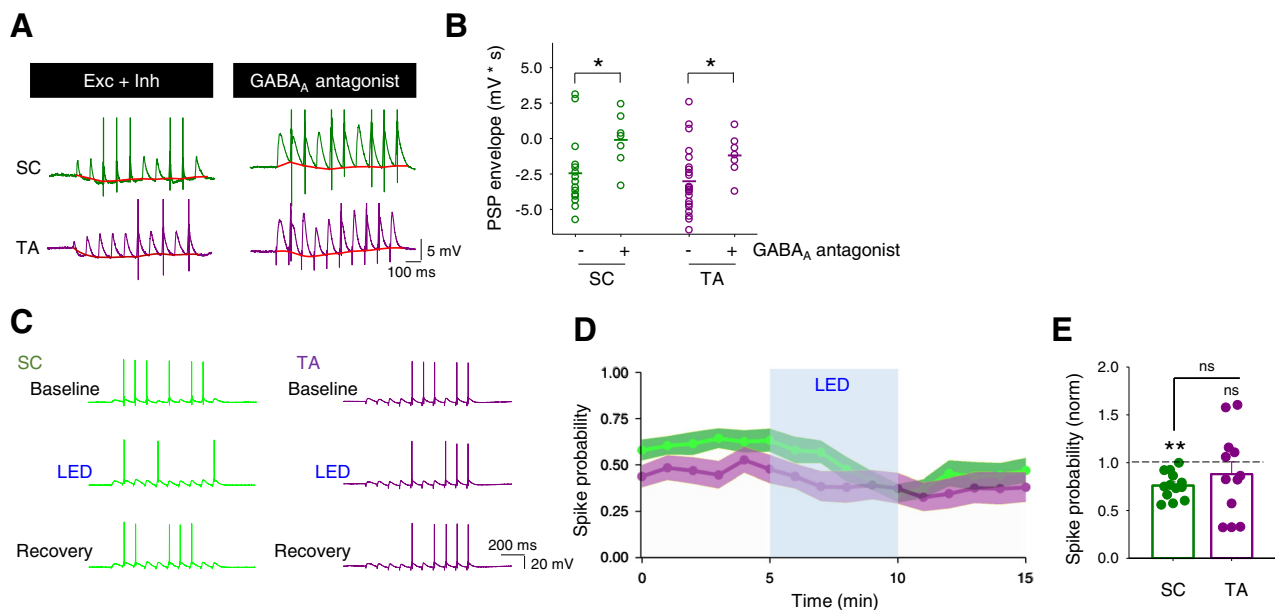 A
Exc + Inh
GABAA antagonist
SC
TA
5 mV
100 ms
B
PSP envelope (mV * s)
5.0
2.5
-0.0
-2.5
-5.0
*
*
- + - + GABAA antagonist
SC TA
C
SC
Baseline
LED
Recovery
TA
Baseline
LED
Recovery
200 ms
20 mV
D
Spike probability
1.00
0.75
0.50
0.25
0.00
LED
0 5 10 15
Time (min)
E
Spike probability (norm)
2.0
1.5
1.0
0.5
0.0
ns
ns
**
SC TA